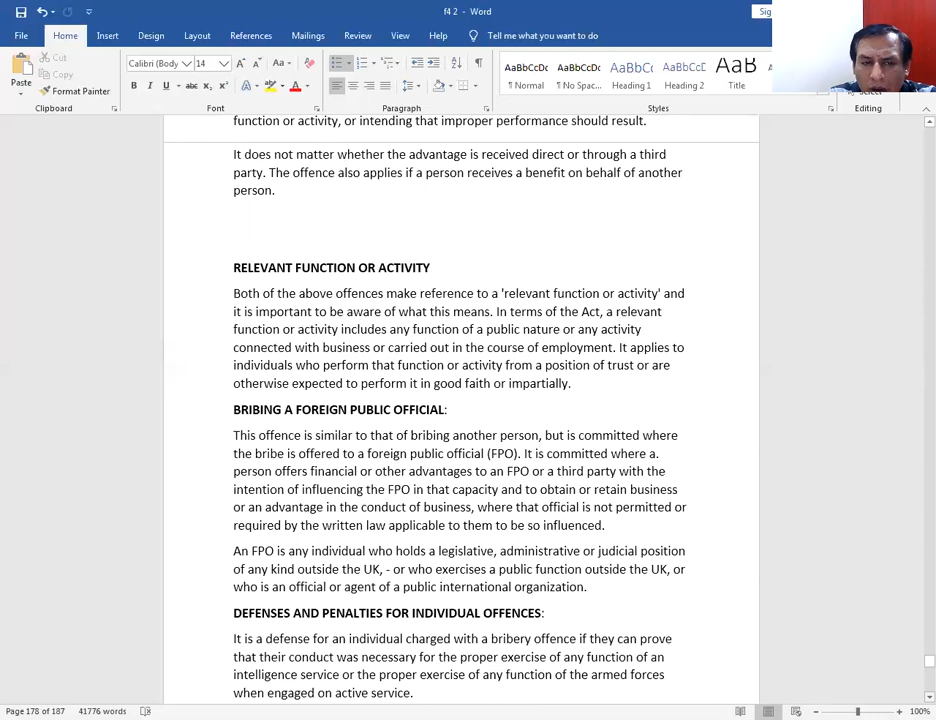 f4 2 - Word
Sig
File Home Insert Design Layout References Mailings Review View Help Tell me what you want to do
Paste
Cut
Copy
Format Painter
Clipboard
Calibri (Body 14
Font
Paragraph
AaBbCcDc AaBbCcDc AaBbCc AaBbCcD AaB
¶ Normal ¶ No Spac... Heading 1 Heading 2 Title
Styles
Editing
function or activity, or intending that improper performance should result.
It does not matter whether the advantage is received direct or through a third
party. The offence also applies if a person receives a benefit on behalf of another
person.
RELEVANT FUNCTION OR ACTIVITY
Both of the above offences make reference to a 'relevant function or activity' and
it is important to be aware of what this means. In terms of the Act, a relevant
function or activity includes any function of a public nature or any activity
connected with business or carried out in the course of employment. It applies to
individuals who perform that function or activity from a position of trust or are
otherwise expected to perform it in good faith or impartially.
BRIBING A FOREIGN PUBLIC OFFICIAL:
This offence is similar to that of bribing another person, but is committed where
the bribe is offered to a foreign public official (FPO). It is committed where a.
person offers financial or other advantages to an FPO or a third party with the
intention of influencing the FPO in that capacity and to obtain or retain business
or an advantage in the conduct of business, where that official is not permitted or
required by the written law applicable to them to be so influenced.
An FPO is any individual who holds a legislative, administrative or judicial position
of any kind outside the UK, - or who exercises a public function outside the UK, or
who is an official or agent of a public international organization.
DEFENSES AND PENALTIES FOR INDIVIDUAL OFFENCES:
It is a defense for an individual charged with a bribery offence if they can prove
that their conduct was necessary for the proper exercise of any function of an
intelligence service or the proper exercise of any function of the armed forces
when engaged on active service.
Page 178 of 187 41776 words
100%